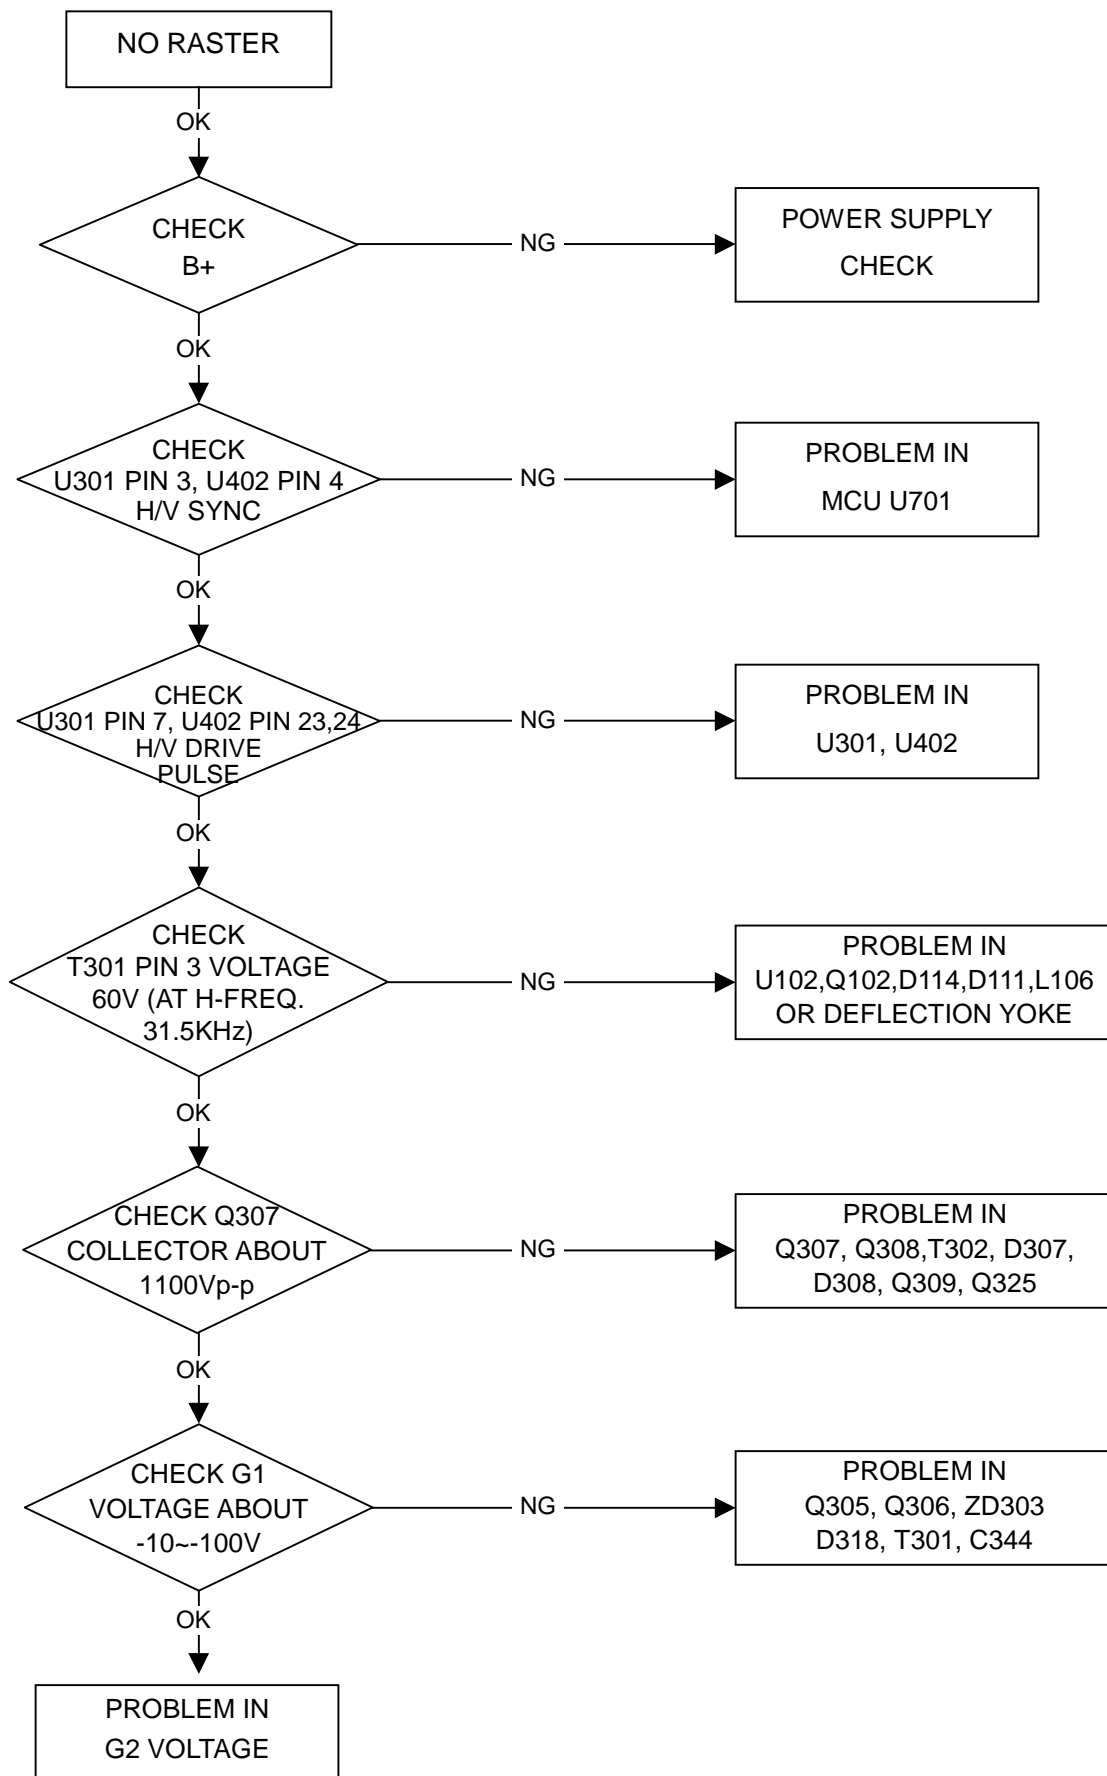 NO RASTER
OK
CHECK
B+
NG
POWER SUPPLY
CHECK
OK
CHECK
U301 PIN 3, U402 PIN 4
H/V SYNC
NG
PROBLEM IN
MCU U701
OK
CHECK
U301 PIN 7, U402 PIN 23,24
H/V DRIVE
PULSE
NG
PROBLEM IN
U301, U402
OK
CHECK
T301 PIN 3 VOLTAGE
60V (AT H-FREQ.
31.5KHz)
NG
PROBLEM IN
U102,Q102,D114,D111,L106
OR DEFLECTION YOKE
OK
CHECK Q307
COLLECTOR ABOUT
1100Vp-p
NG
PROBLEM IN
Q307, Q308,T302, D307,
D308, Q309, Q325
OK
CHECK G1
VOLTAGE ABOUT
-10~-100V
NG
PROBLEM IN
Q305, Q306, ZD303
D318, T301, C344
OK
PROBLEM IN
G2 VOLTAGE